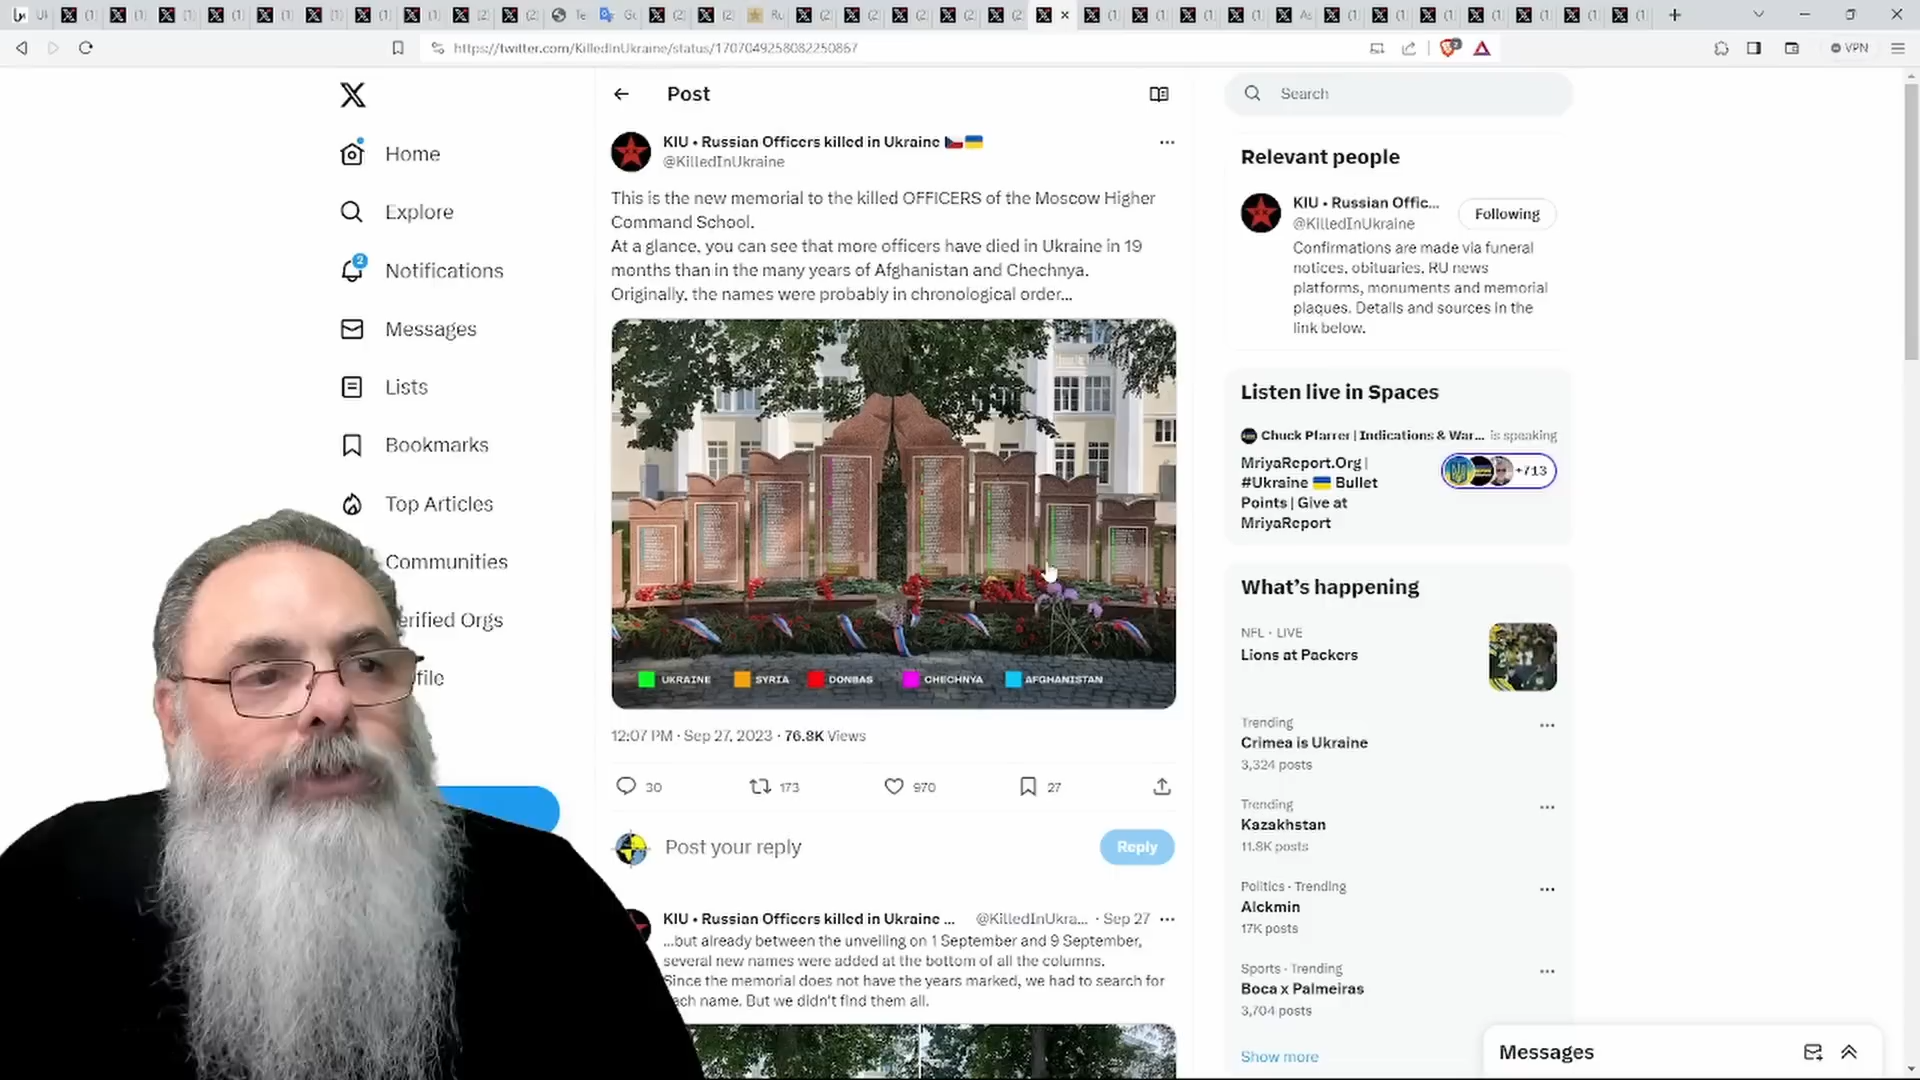 https://twitter.com/KilledInUkraine/status/1707049258082250867
VPN
Home
Explore
2
Notifications
Messages
Lists
Bookmarks
Top Articles
Communities
erified Orgs
file
Post
KIU • Russian Officers killed in Ukraine 🇨🇿🇺🇦
@KilledInUkraine
This is the new memorial to the killed OFFICERS of the Moscow Higher
Command School.
At a glance, you can see that more officers have died in Ukraine in 19
months than in the many years of Afghanistan and Chechnya.
Originally, the names were probably in chronological order...
UKRAINE SYRIA DONBAS CHECHNYA AFGHANISTAN
12:07 PM · Sep 27, 2023 · 76.8K Views
30 173 970 27
Post your reply
Reply
KIU • Russian Officers killed in Ukraine ... @KilledInUkra... · Sep 27
...but already between the unveiling on 1 September and 9 September,
several new names were added at the bottom of all the columns.
Since the memorial does not have the years marked, we had to search for
ach name. But we didn't find them all.
Search
Relevant people
KIU • Russian Offic...
@KilledInUkraine
Following
Confirmations are made via funeral
notices, obituaries, RU news
platforms, monuments and memorial
plaques. Details and sources in the
link below.
Listen live in Spaces
Chuck Pfarrer | Indications & War... is speaking
MriyaReport.Org |
#Ukraine 🇺🇦 Bullet
Points | Give at
MriyaReport
+713
What's happening
NFL · LIVE
Lions at Packers
Trending
Crimea is Ukraine
3,324 posts
Trending
Kazakhstan
11.8K posts
Politics · Trending
Alckmin
17K posts
Sports · Trending
Boca x Palmeiras
3,704 posts
Show more
Messages